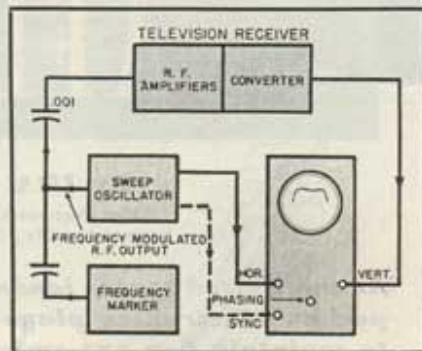 TELEVISION RECEIVER
R. F.
AMPLIFIERS
CONVERTER
.001
SWEEP
OSCILLATOR
FREQUENCY MODULATED
R. F. OUTPUT
FREQUENCY
MARKER
HOR.
VERT.
PHASING
SYNC